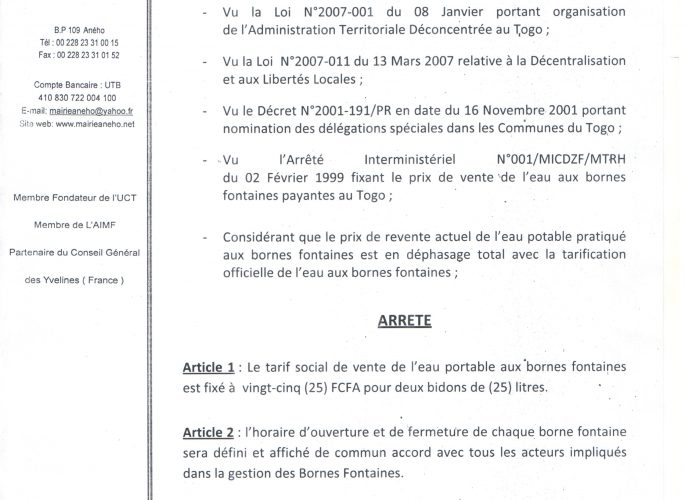 B.P 109 Aného
Tél : 00 228 23 31 00 15
Fax : 00 228 23 31 01 52
Compte Bancaire : UTB
410 830 722 004 100
E-mail: mairieaneho@yahoo.fr
Site web: www.mairieaneho.net
Membre Fondateur de l'UCT
Membre de L'AIMF
Partenaire du Conseil Général
des Yvelines ( France )
- Vu la Loi N°2007-001 du 08 Janvier portant organisation
de l'Administration Territoriale Déconcentrée au Togo ;
- Vu la Loi N°2007-011 du 13 Mars 2007 relative à la Décentralisation
et aux Libertés Locales ;
- Vu le Décret N°2001-191/PR en date du 16 Novembre 2001 portant
nomination des délégations spéciales dans les Communes du Togo ;
- Vu l'Arrêté Interministériel N°001/MICDZF/MTRH
du 02 Février 1999 fixant le prix de vente de l'eau aux bornes
fontaines payantes au Togo ;
- Considérant que le prix de revente actuel de l'eau potable pratiqué
aux bornes fontaines est en déphasage total avec la tarification
officielle de l'eau aux bornes fontaines ;
ARRETE
Article 1 : Le tarif social de vente de l'eau portable aux bornes fontaines
est fixé à vingt-cinq (25) FCFA pour deux bidons de (25) litres.
Article 2 : l'horaire d'ouverture et de fermeture de chaque borne fontaine
sera défini et affiché de commun accord avec tous les acteurs impliqués
dans la gestion des Bornes Fontaines.